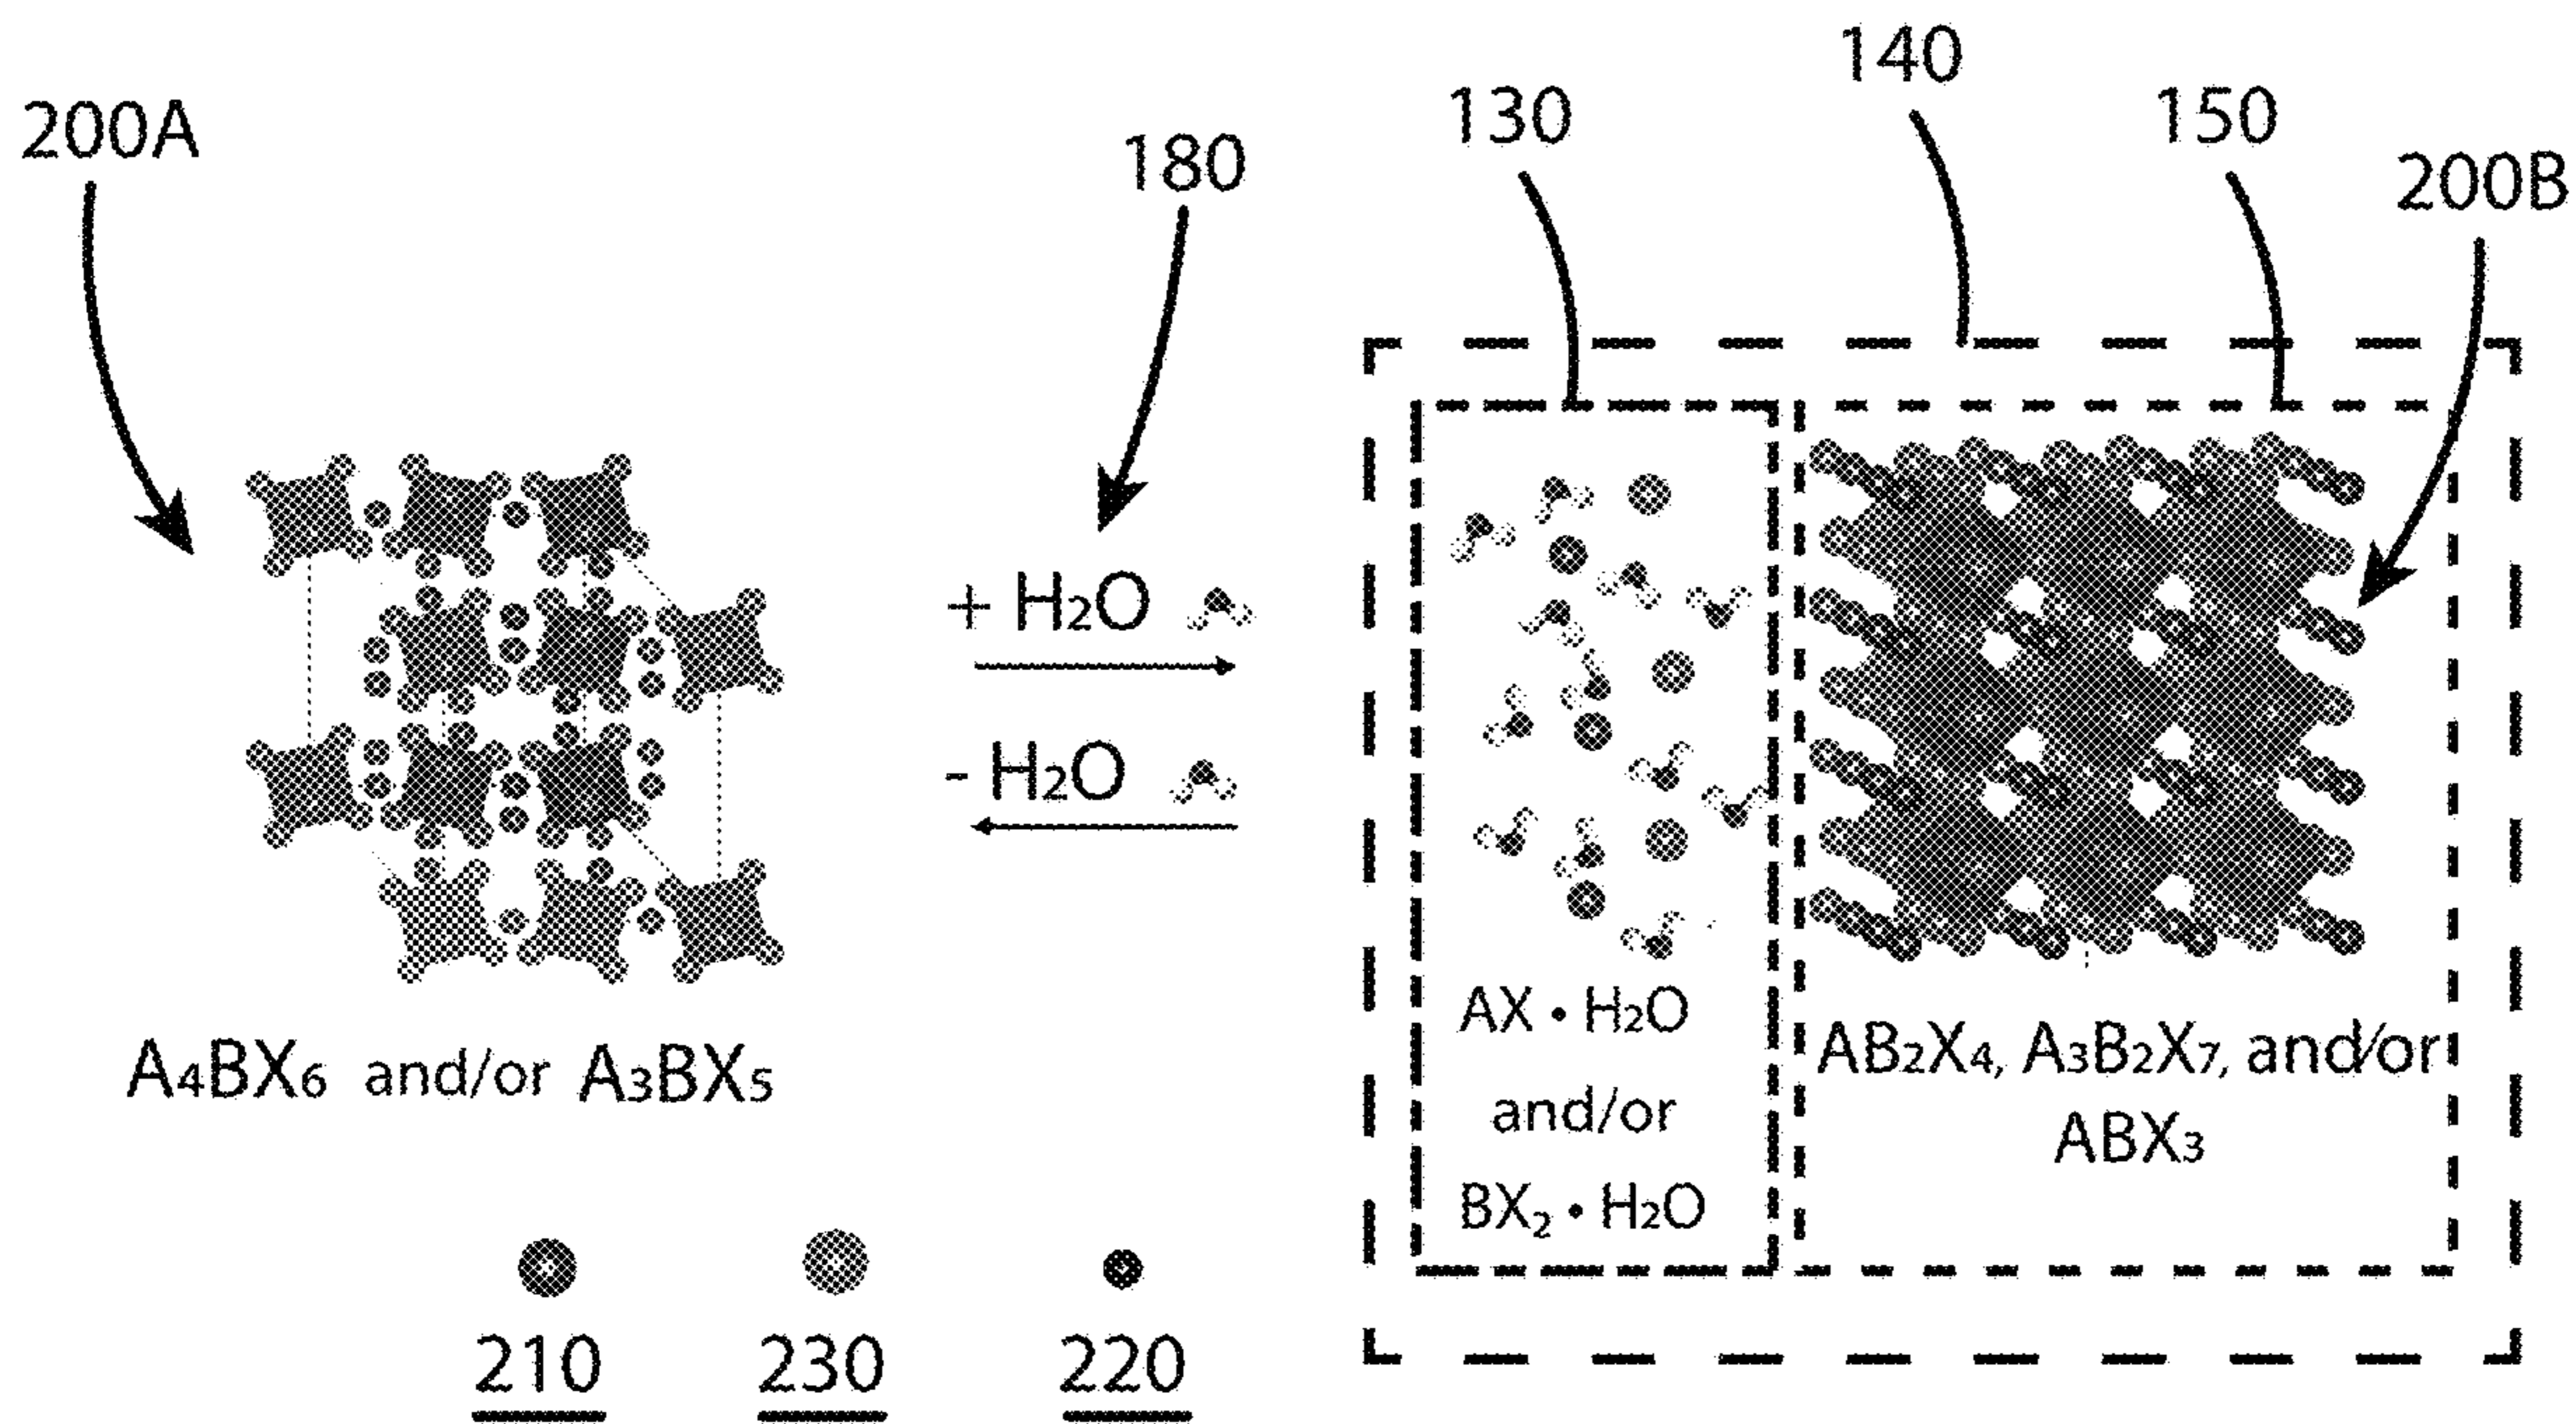 140
130
150
200A
180
200B
+ H₂O
- H₂O
A₄BX₆ and/or A₃BX₅
AX • H₂O
and/or
BX₂ • H₂O
AB₂X₄, A₃B₂X₇, and/or
ABX₃
210
230
220